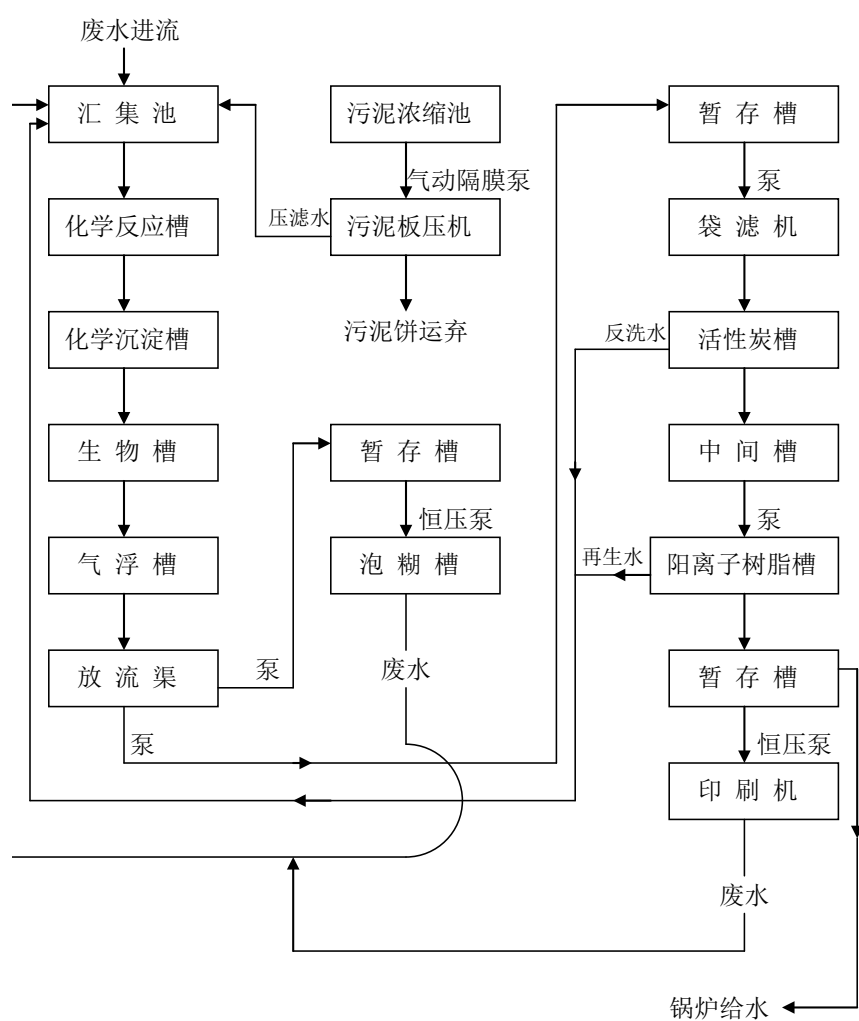 废水进流
汇 集 池
污泥浓缩池
暂 存 槽
气动隔膜泵
泵
化学反应槽
压滤水
污泥板压机
袋 滤 机
化学沉淀槽
污泥饼运弃
反洗水
活性炭槽
生 物 槽
暂 存 槽
中 间 槽
恒压泵
泵
气 浮 槽
泡 糊 槽
再生水
阳离子树脂槽
放 流 渠
泵
废水
暂 存 槽
泵
恒压泵
印 刷 机
废水
锅炉给水